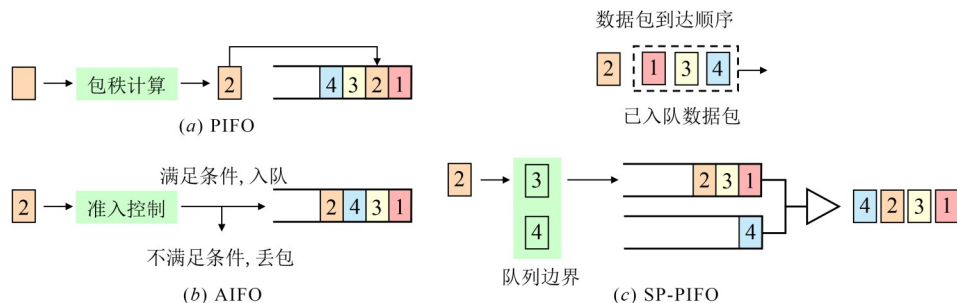 包秩计算
2
4 3 2 1
(a) PIFO
数据包到达顺序
2 1 3 4
已入队数据包
2
准入控制
满足条件, 入队
不满足条件, 丢包
2 4 3 1
(b) AIFO
2
3
4
队列边界
2 3 1
4
4 2 3 1
(c) SP-PIFO